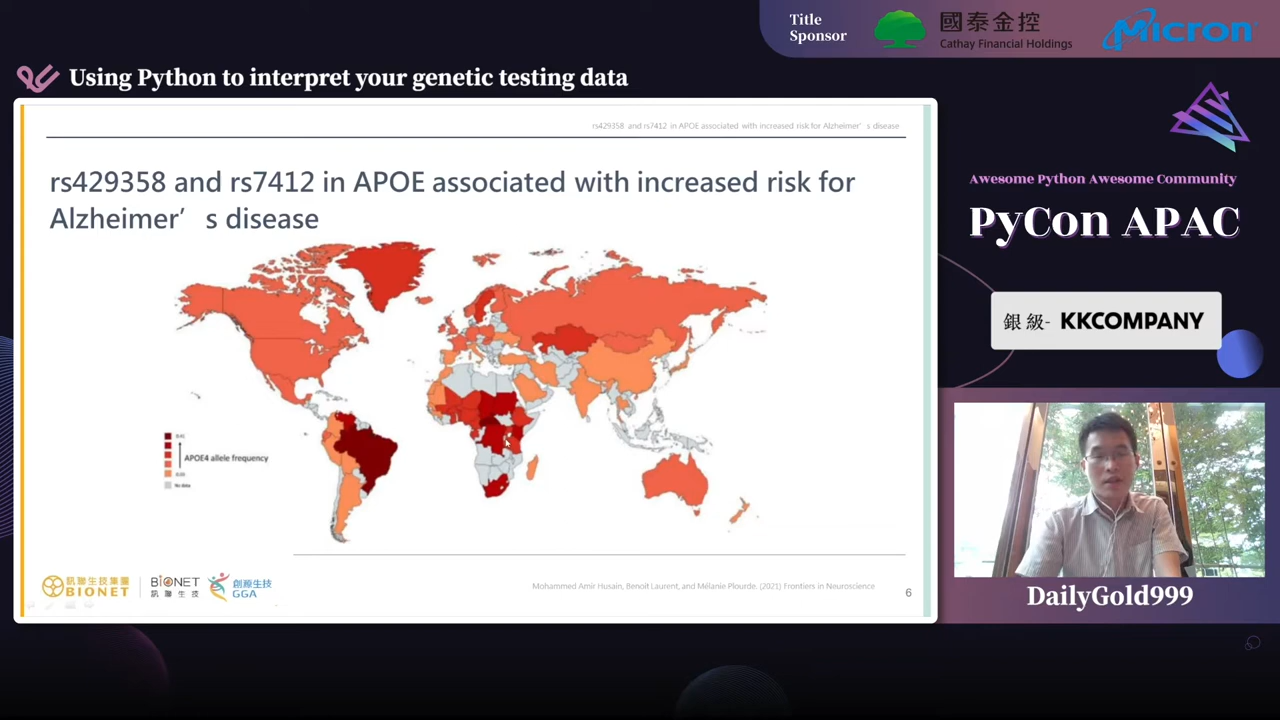 Title
Sponsor
國泰金控
Cathay Financial Holdings
Micron
Using Python to interpret your genetic testing data
rs429358 and rs7412 in APOE associated with increased risk for Alzheimer's disease
rs429358 and rs7412 in APOE associated with increased risk for
Alzheimer's disease
APOE4 allele frequency
No data
訊聯生技集團
BIONET
BIONET
訊聯生技
創源生技
GGA
Mohammed Amir Husain, Benoit Laurent, and Mélanie Plourde. (2021) Frontiers in Neuroscience
6
Awesome Python Awesome Community
PyCon APAC
銀級- KKCOMPANY
DailyGold999